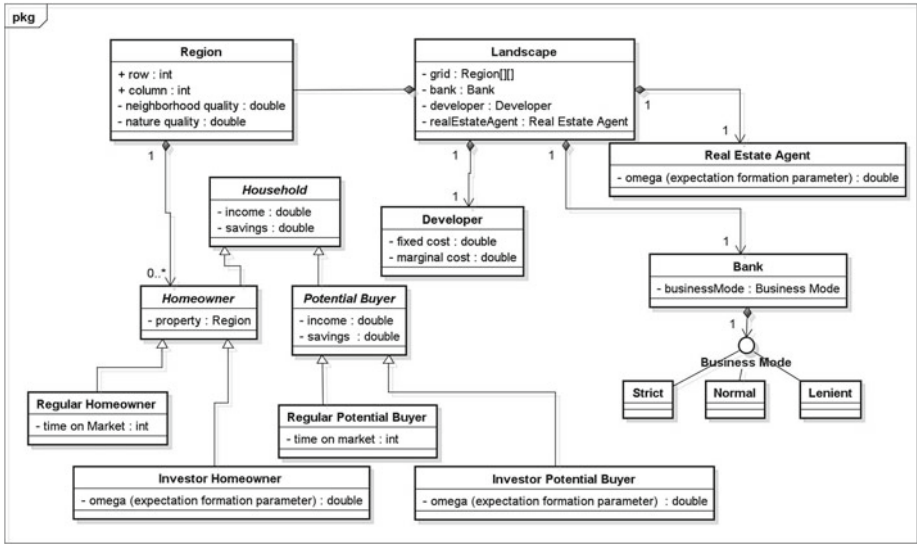 pkg
Region
+ row : int
+ column : int
- neighborhood quality : double
- nature quality : double
Landscape
- grid : Region[][]
- bank : Bank
- developer : Developer
- realEstateAgent : Real Estate Agent
1
1
1
1
1
1
1
Real Estate Agent
- omega (expectation formation parameter) : double
Household
- income : double
- savings : double
Developer
- fixed cost : double
- marginal cost : double
0..*
Homeowner
- property : Region
Potential Buyer
- income : double
- savings : double
Bank
- businessMode : Business Mode
1
Business Mode
Strict
Normal
Lenient
Regular Homeowner
- time on Market : int
Regular Potential Buyer
- time on market : int
Investor Homeowner
- omega (expectation formation parameter) : double
Investor Potential Buyer
- omega (expectation formation parameter) : double